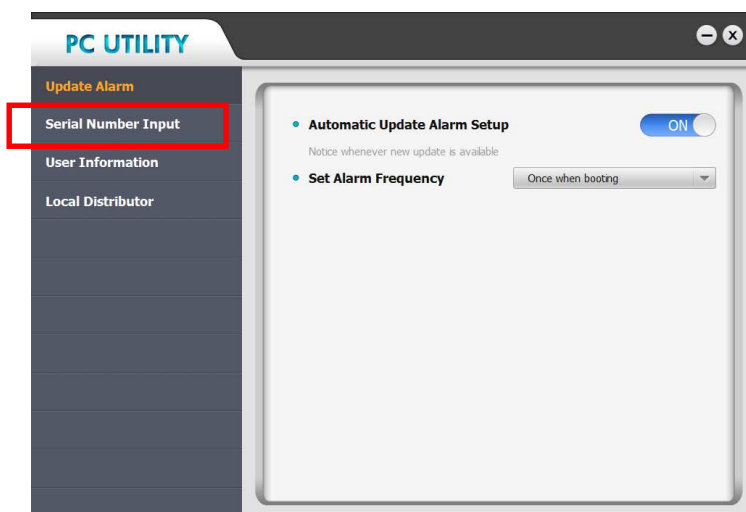 PC UTILITY
Update Alarm
Serial Number Input
User Information
Local Distributor
Automatic Update Alarm Setup
ON
Notice whenever new update is available
Set Alarm Frequency
Once when booting